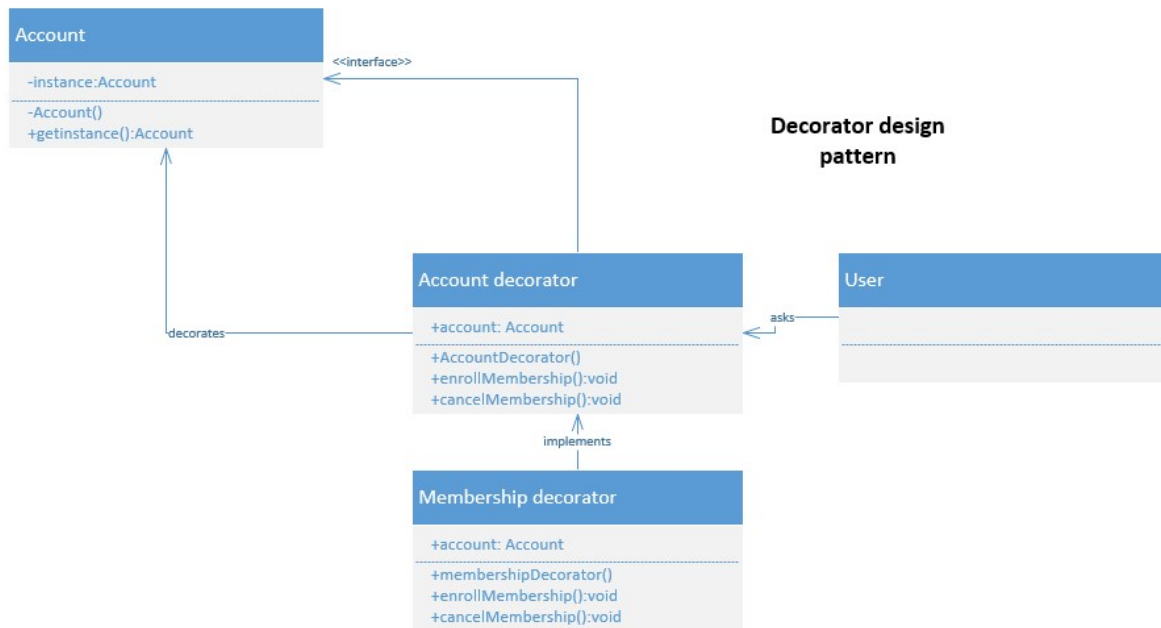 Account
-instance:Account
-Account()
+getinstance():Account
<<interface>>
Decorator design
pattern
decorates
Account decorator
+account: Account
+AccountDecorator()
+enrollMembership():void
+cancelMembership():void
asks
User
implements
Membership decorator
+account: Account
+membershipDecorator()
+enrollMembership():void
+cancelMembership():void